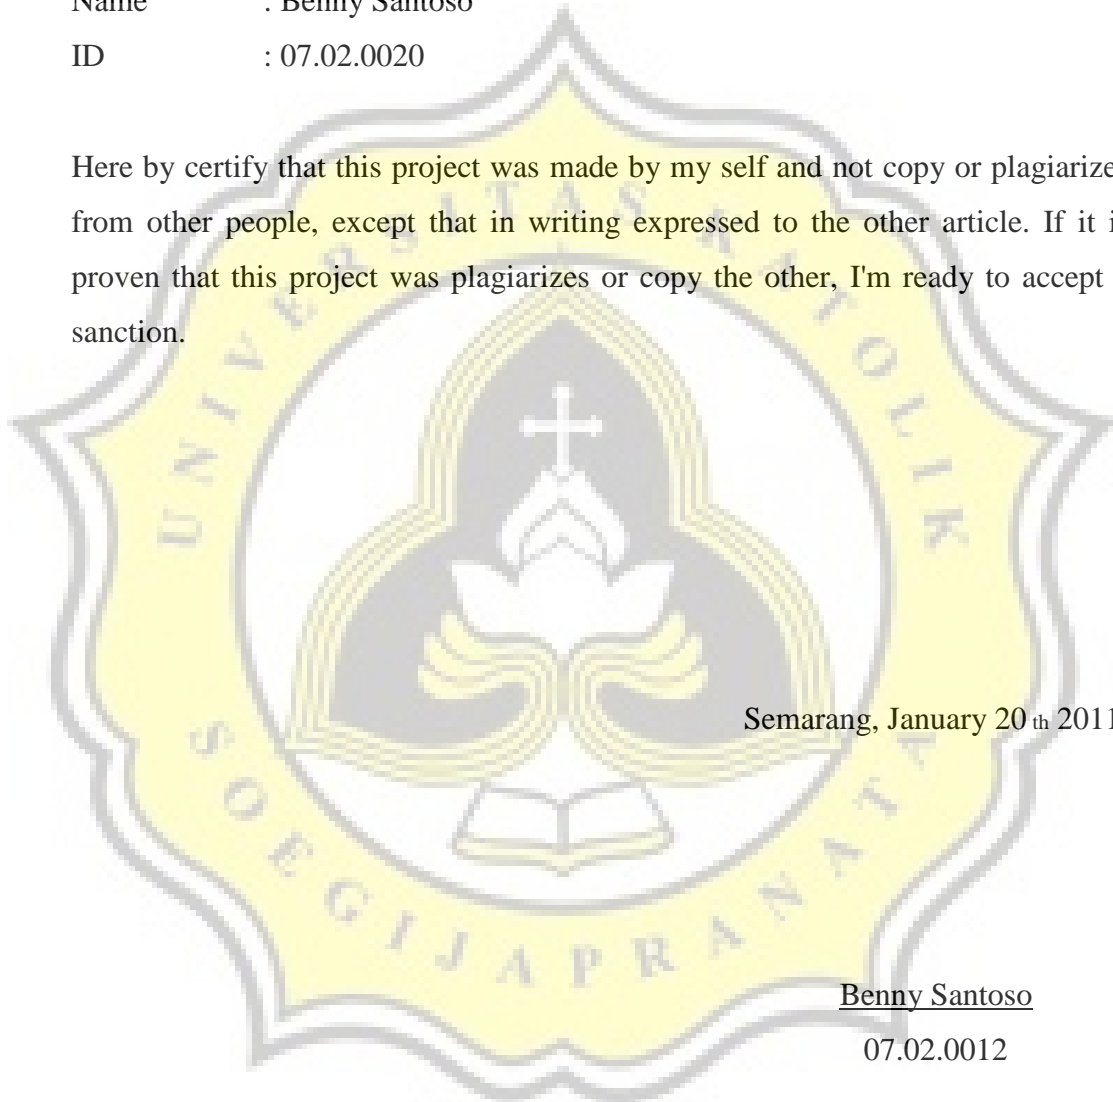 Name : Benny Santoso
ID : 07.02.0020
Here by certify that this project was made by my self and not copy or plagiarize
from other people, except that in writing expressed to the other article. If it i
proven that this project was plagiarizes or copy the other, I'm ready to accept
sanction.
UNIVERSITAS KATOLIK
SOEGIJAPRANATA
Semarang, January 20 th 2011
Benny Santoso
07.02.0012